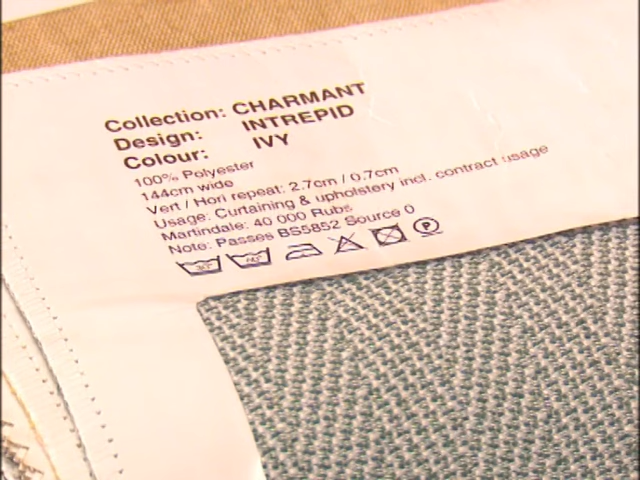 Collection: CHARMANT
Design: INTREPID
Colour: IVY
100% Polyester
144cm wide
Vert / Hori repeat: 2.7cm / 0.7cm
Usage: Curtaining & upholstery incl. contract usage
Martindale: 40 000 Rubs
Note: Passes BS5852 Source 0
P